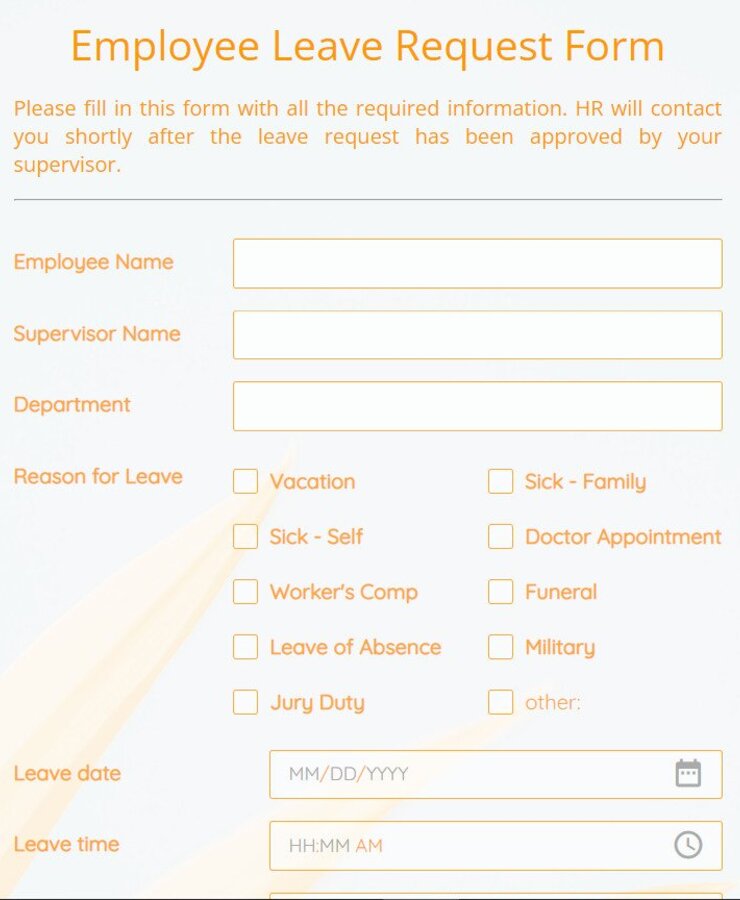 Employee Leave Request Form
Please fill in this form with all the required information. HR will contact
you shortly after the leave request has been approved by your
supervisor.
Employee Name
Supervisor Name
Department
Reason for Leave
Vacation
Sick - Family
Sick - Self
Doctor Appointment
Worker's Comp
Funeral
Leave of Absence
Military
Jury Duty
other:
Leave date
MM/DD/YYYY
Leave time
HH:MM AM